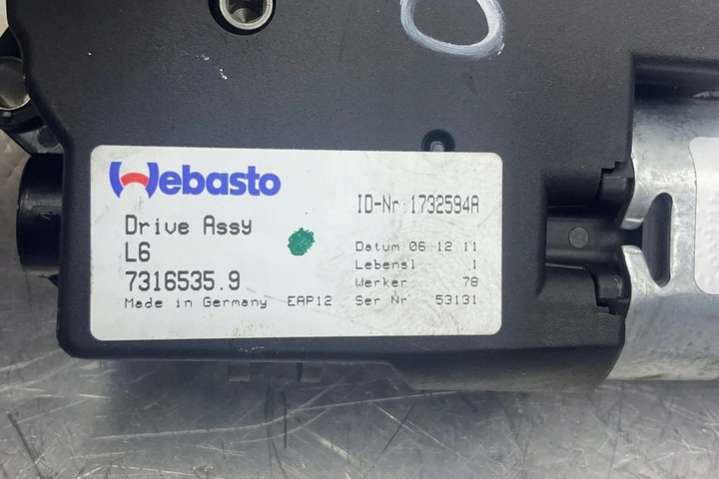 Webasto
ID-Nr:1732594A
Drive Assy
L6
7316535.9
Made in Germany EAP12
Datum 06 12 11
Lebensl 1
Werker 78
Ser Nr 53131